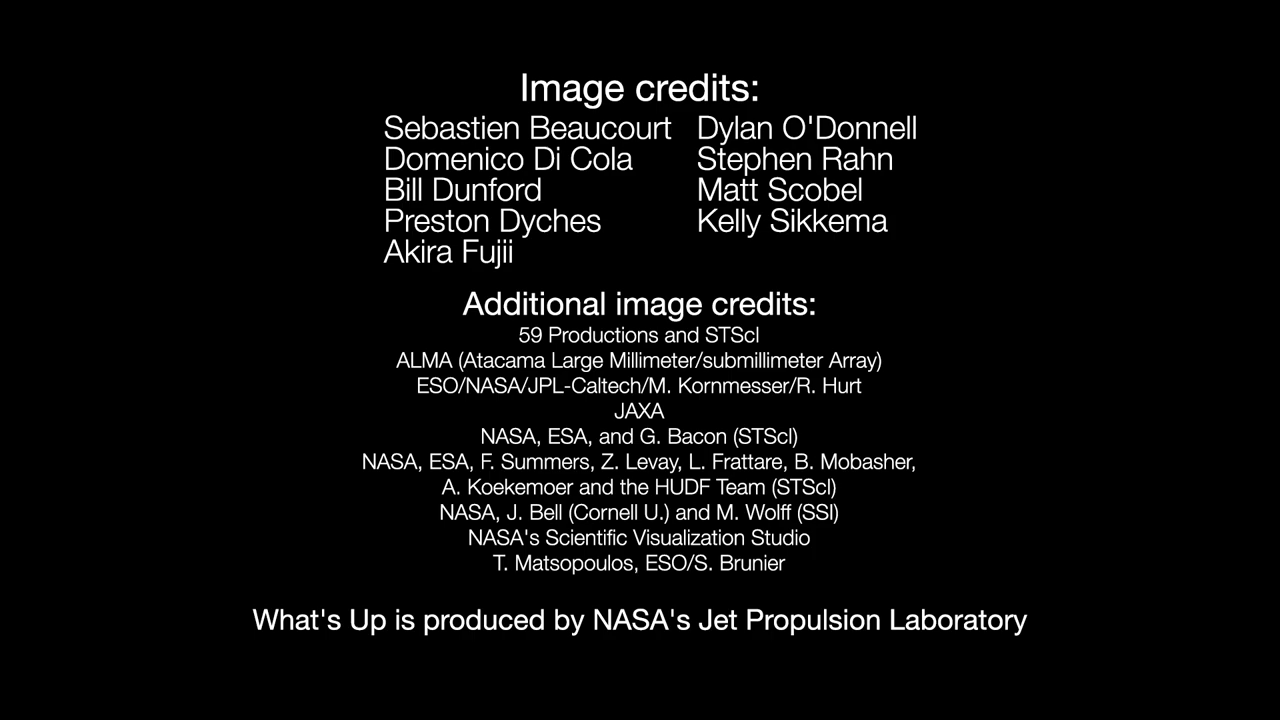 Image credits:
Sebastien Beaucourt
Domenico Di Cola
Bill Dunford
Preston Dyches
Akira Fujii
Dylan O'Donnell
Stephen Rahn
Matt Scobel
Kelly Sikkema
Additional image credits:
59 Productions and STScI
ALMA (Atacama Large Millimeter/submillimeter Array)
ESO/NASA/JPL-Caltech/M. Kornmesser/R. Hurt
JAXA
NASA, ESA, and G. Bacon (STScI)
NASA, ESA, F. Summers, Z. Levay, L. Frattare, B. Mobasher,
A. Koekemoer and the HUDF Team (STScI)
NASA, J. Bell (Cornell U.) and M. Wolff (SSI)
NASA's Scientific Visualization Studio
T. Matsopoulos, ESO/S. Brunier
What's Up is produced by NASA's Jet Propulsion Laboratory